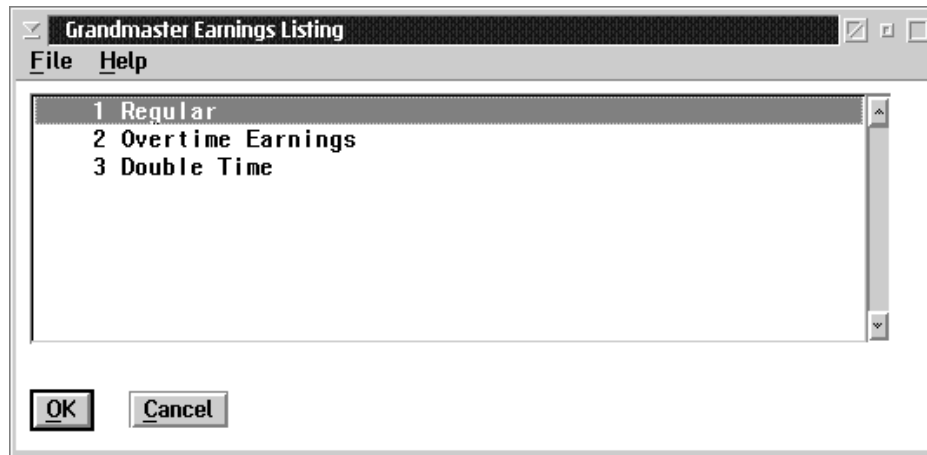 Grandmaster Earnings Listing
File Help
1 Regular
2 Overtime Earnings
3 Double Time
OK Cancel